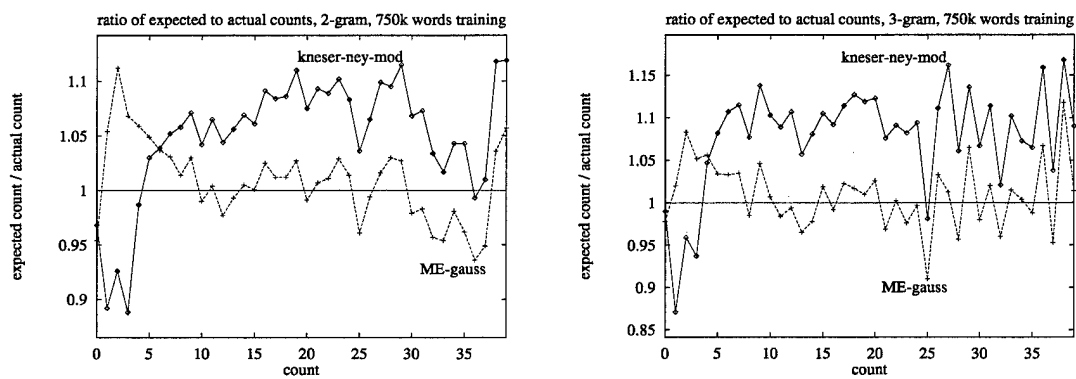 ratio of expected to actual counts, 2-gram, 750k words training
kneser-ney-mod
1.1
1.05
1
0.95
0.9
expected count / actual count
ME-gauss
0 5 10 15 20 25 30 35
count
ratio of expected to actual counts, 3-gram, 750k words training
kneser-ney-mod
1.15
1.1
1.05
1
0.95
0.9
0.85
expected count / actual count
ME-gauss
0 5 10 15 20 25 30 35
count